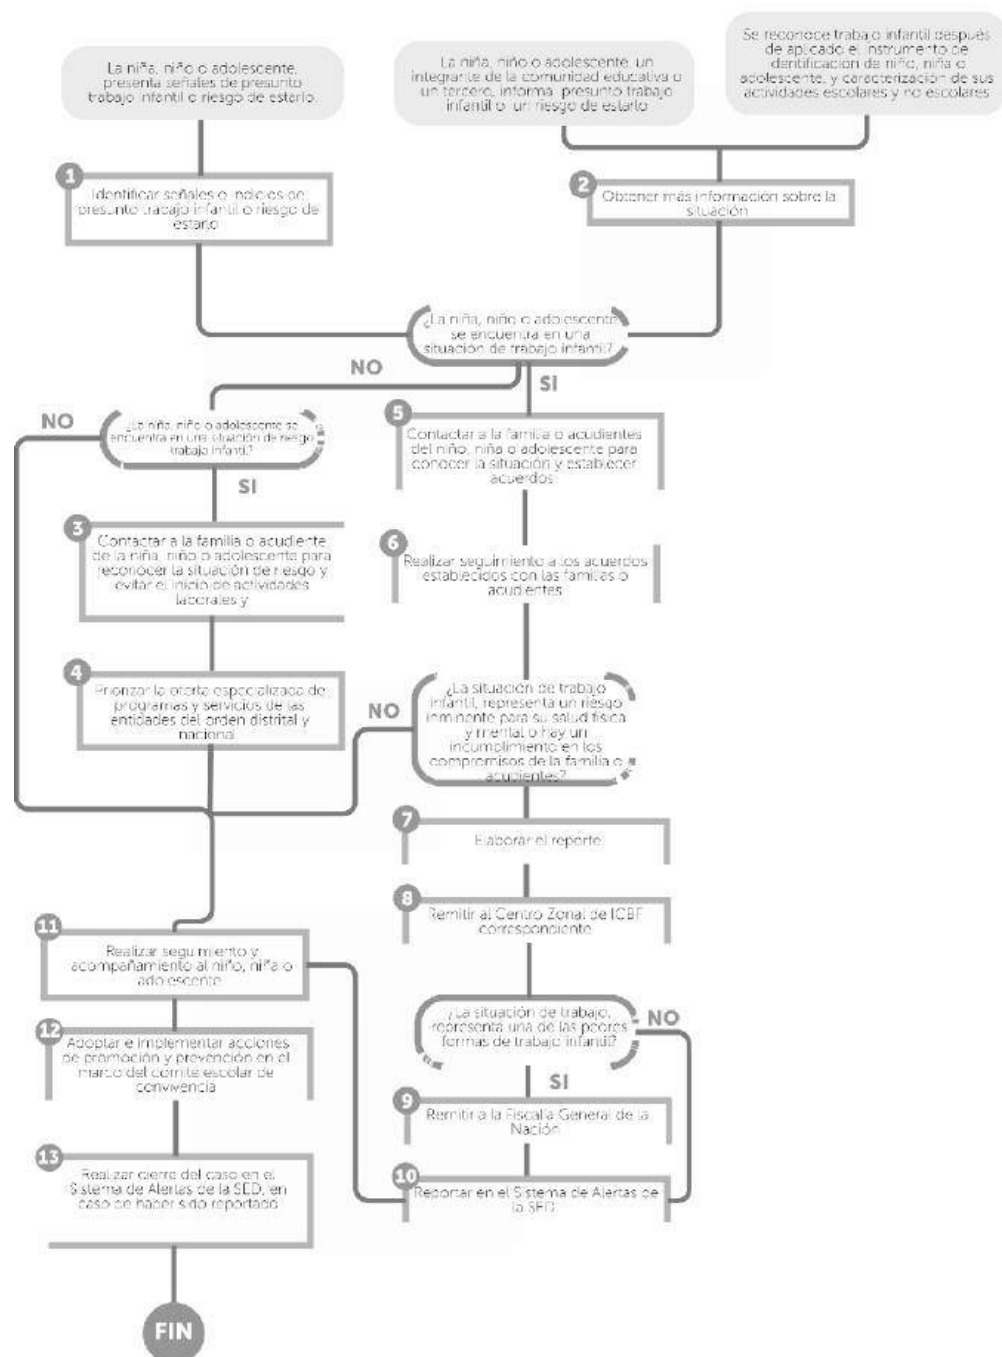 La niña, niño o adolescente,
presenta señales de presunto
trabajo infantil o riesgo de estarlo.
La niña, niño o adolescente, un
integrante de la comunidad educativa o
un tercero, informa presunto trabajo
infantil o un riesgo de estarlo
Se reconoce trabajo infantil después
de aplicado el instrumento de
identificación de niño, niña o
adolescente, y caracterización de sus
actividades escolares y no escolares
1
Identificar señales o indicios de
presunto trabajo infantil o riesgo de
estarlo
2
Obtener más información sobre la
situación
¿La niña, niño o adolescente
se encuentra en una
situación de trabajo infantil?
NO
SI
NO
¿La niña, niño o adolescente se
encuentra en una situación de riesgo
trabajo infantil?
SI
5
Contactar a la familia o acudientes
del niño, niña o adolescente para
conocer la situación y establecer
acuerdos
3
Contactar a la familia o acudiente
de la niña, niño o adolescente para
reconocer la situación de riesgo y
evitar el inicio de actividades
laborales y
6
Realizar seguimiento a los acuerdos
establecidos con las familias o
acudientes
4
Priorizar la oferta especializada de
programas y servicios de las
entidades del orden distrital y
nacional
NO
¿La situación de trabajo
infantil, representa un riesgo
inminente para su salud física
y mental o hay un
incumplimiento en los
compromisos de la familia o
acudientes?
7
Elaborar el reporte
8
Remitir al Centro Zonal de ICBF
correspondiente
11
Realizar seguimiento y
acompañamiento al niño, niña o
adolescente
¿La situación de trabajo,
representa una de las peores
formas de trabajo infantil?
NO
SI
12
Adoptar e implementar acciones
de promoción y prevención en el
marco del comité escolar de
convivencia
9
Remitir a la Fiscalía General de la
Nación
13
Realizar cierre del caso en el
Sistema de Alertas de la SED, en
caso de haber sido reportado
10
Reportar en el Sistema de Alertas de
la SED
FIN